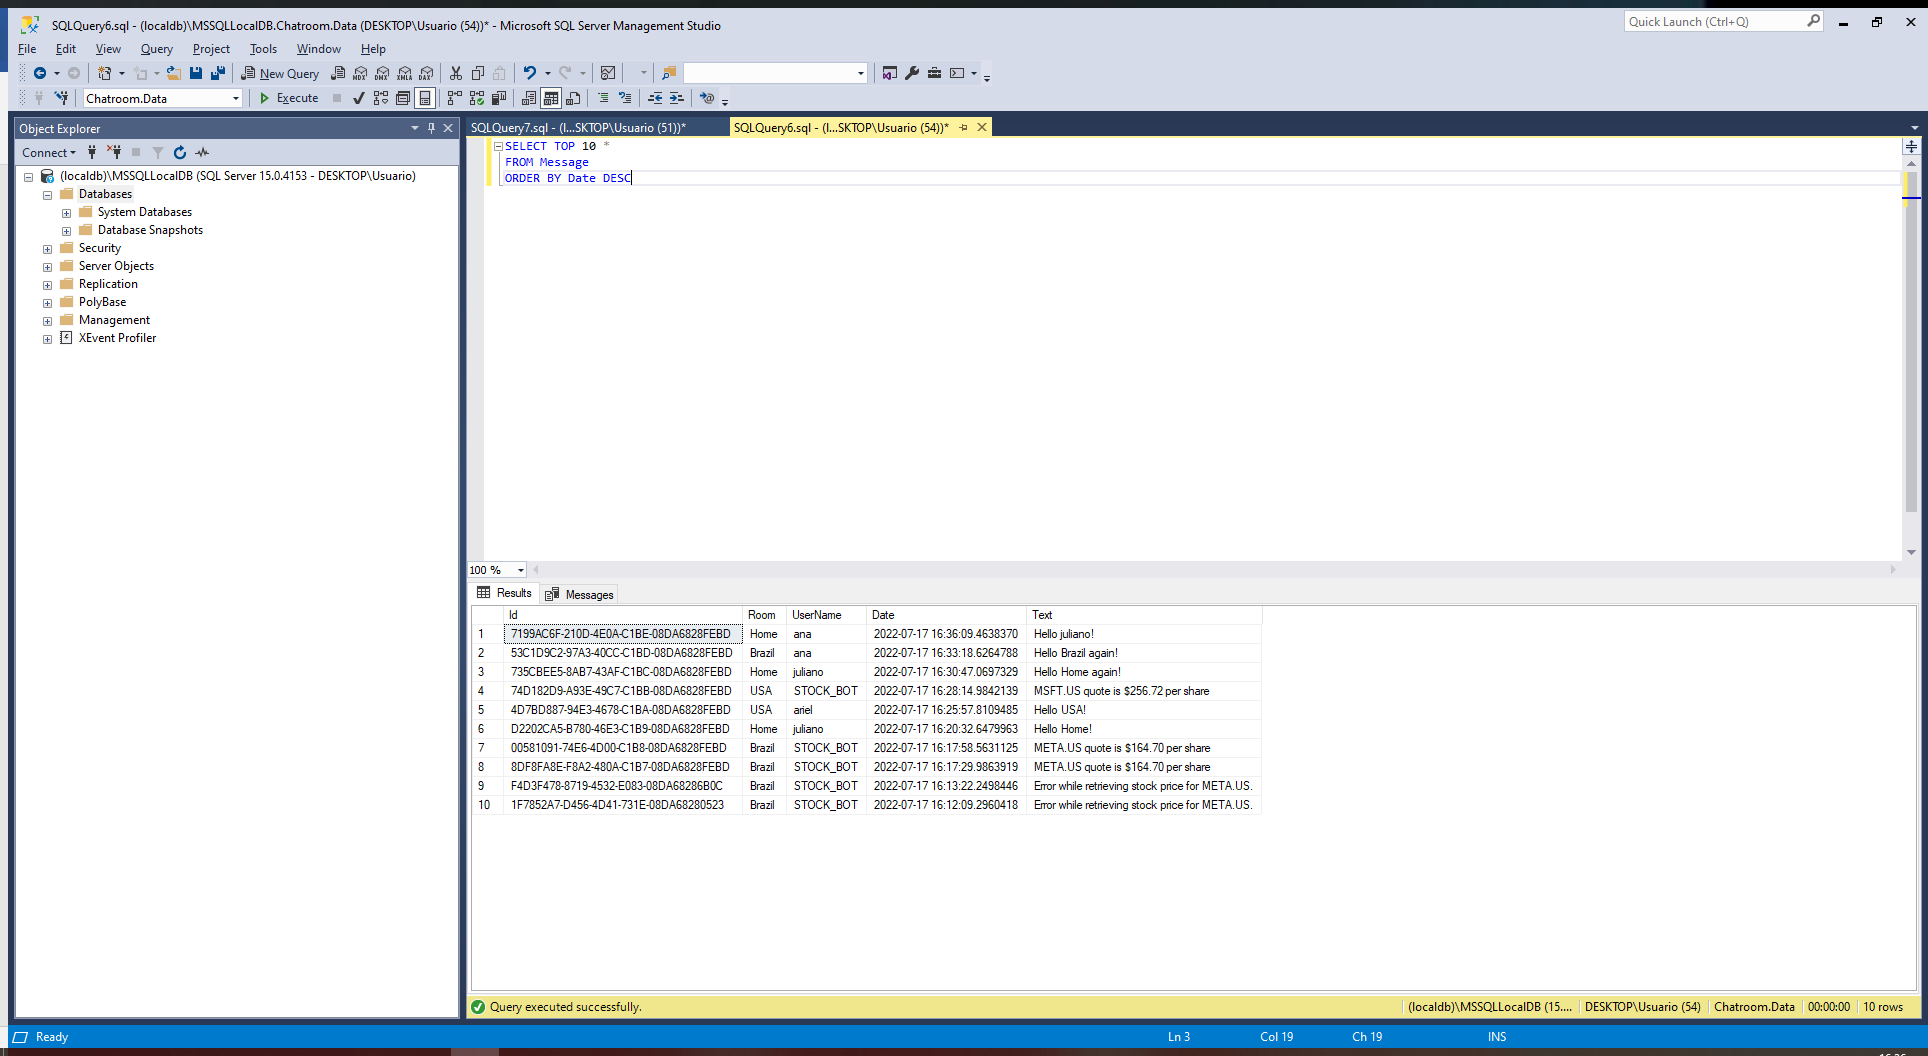 SQLQuery6.sql - (localdb)\MSSQLLocalDB.Chatroom.Data (DESKTOP\Usuario (54))* - Microsoft SQL Server Management Studio
Quick Launch (Ctrl+Q)
File Edit View Query Project Tools Window Help
New Query MDX DMX XMLA DAX
Chatroom.Data Execute
Object Explorer
Connect
(localdb)\MSSQLLocalDB (SQL Server 15.0.4153 - DESKTOP\Usuario)
Databases
System Databases
Database Snapshots
Security
Server Objects
Replication
PolyBase
Management
XEvent Profiler
SQLQuery7.sql - (l...SKTOP\Usuario (51))* SQLQuery6.sql - (l...SKTOP\Usuario (54))*
SELECT TOP 10 *
FROM Message
ORDER BY Date DESC
100 %
Results Messages
Id Room UserName Date Text
1 7199AC6F-210D-4E0A-C1BE-08DA6828FEBD Home ana 2022-07-17 16:36:09.4638370 Hello juliano!
2 53C1D9C2-97A3-40CC-C1BD-08DA6828FEBD Brazil ana 2022-07-17 16:33:18.6264788 Hello Brazil again!
3 735CBEE5-8AB7-43AF-C1BC-08DA6828FEBD Home juliano 2022-07-17 16:30:47.0697329 Hello Home again!
4 74D182D9-A93E-49C7-C1BB-08DA6828FEBD USA STOCK_BOT 2022-07-17 16:28:14.9842139 MSFT.US quote is $256.72 per share
5 4D7BD887-94E3-4678-C1BA-08DA6828FEBD USA ariel 2022-07-17 16:25:57.8109485 Hello USA!
6 D2202CA5-B780-46E3-C1B9-08DA6828FEBD Home juliano 2022-07-17 16:20:32.6479963 Hello Home!
7 00581091-74E6-4D00-C1B8-08DA6828FEBD Brazil STOCK_BOT 2022-07-17 16:17:58.5631125 META.US quote is $164.70 per share
8 8DF8FA8E-F8A2-480A-C1B7-08DA6828FEBD Brazil STOCK_BOT 2022-07-17 16:17:29.9863919 META.US quote is $164.70 per share
9 F4D3F478-8719-4532-E083-08DA68286B0C Brazil STOCK_BOT 2022-07-17 16:13:22.2498446 Error while retrieving stock price for META.US.
10 1F7852A7-D456-4D41-731E-08DA68280523 Brazil STOCK_BOT 2022-07-17 16:12:09.2960418 Error while retrieving stock price for META.US.
Query executed successfully. (localdb)\MSSQLLocalDB (15.... DESKTOP\Usuario (54) Chatroom.Data 00:00:00 10 rows
Ready Ln 3 Col 19 Ch 19 INS